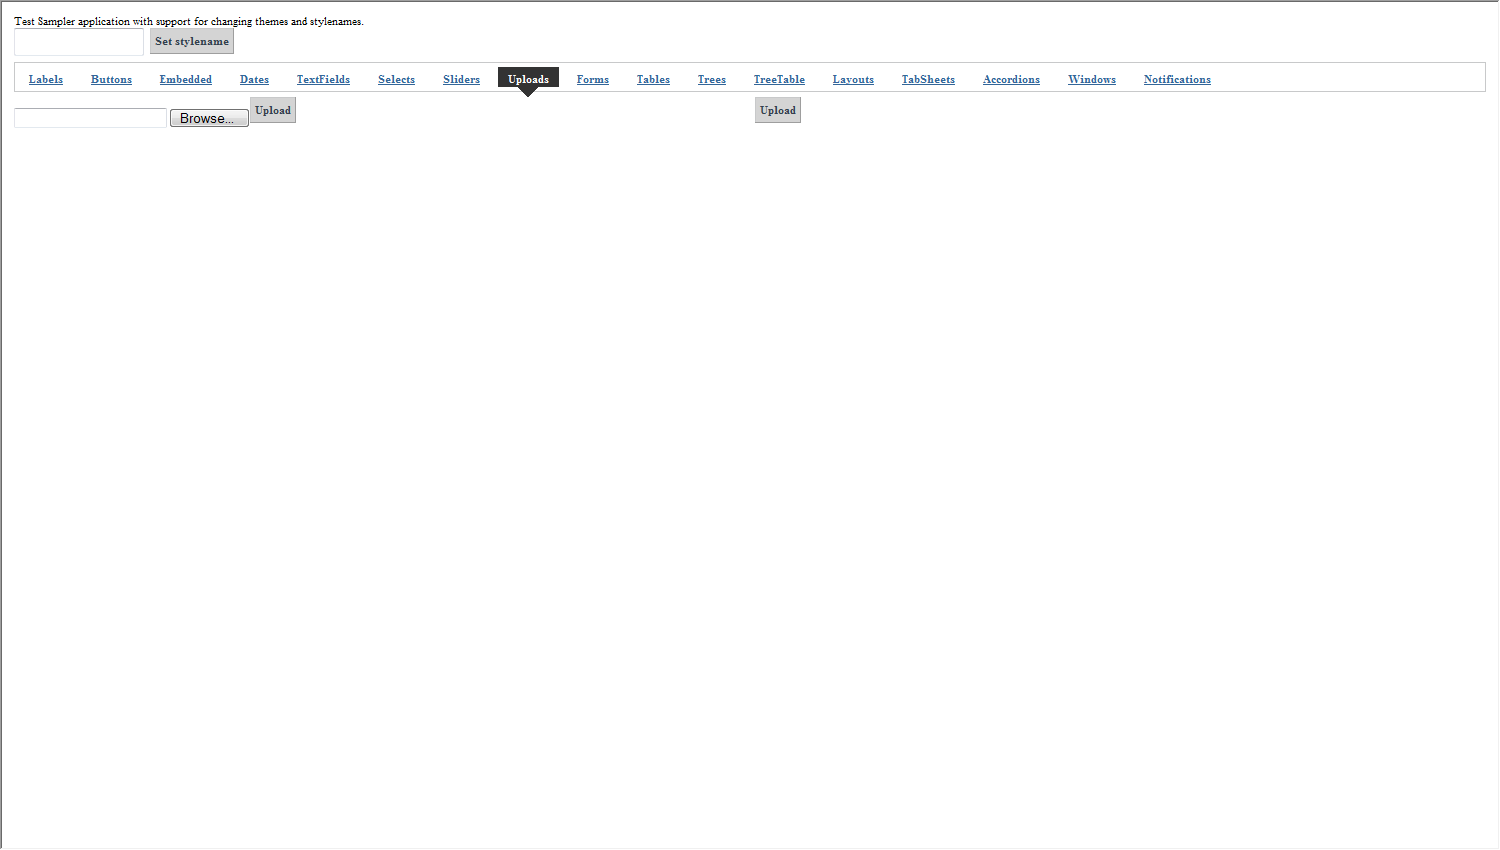 Test Sampler application with support for changing themes and stylenames.
Set stylename
Labels Buttons Embedded Dates TextFields Selects Sliders Uploads Forms Tables Trees TreeTable Layouts TabSheets Accordions Windows Notifications
Browse... Upload Upload